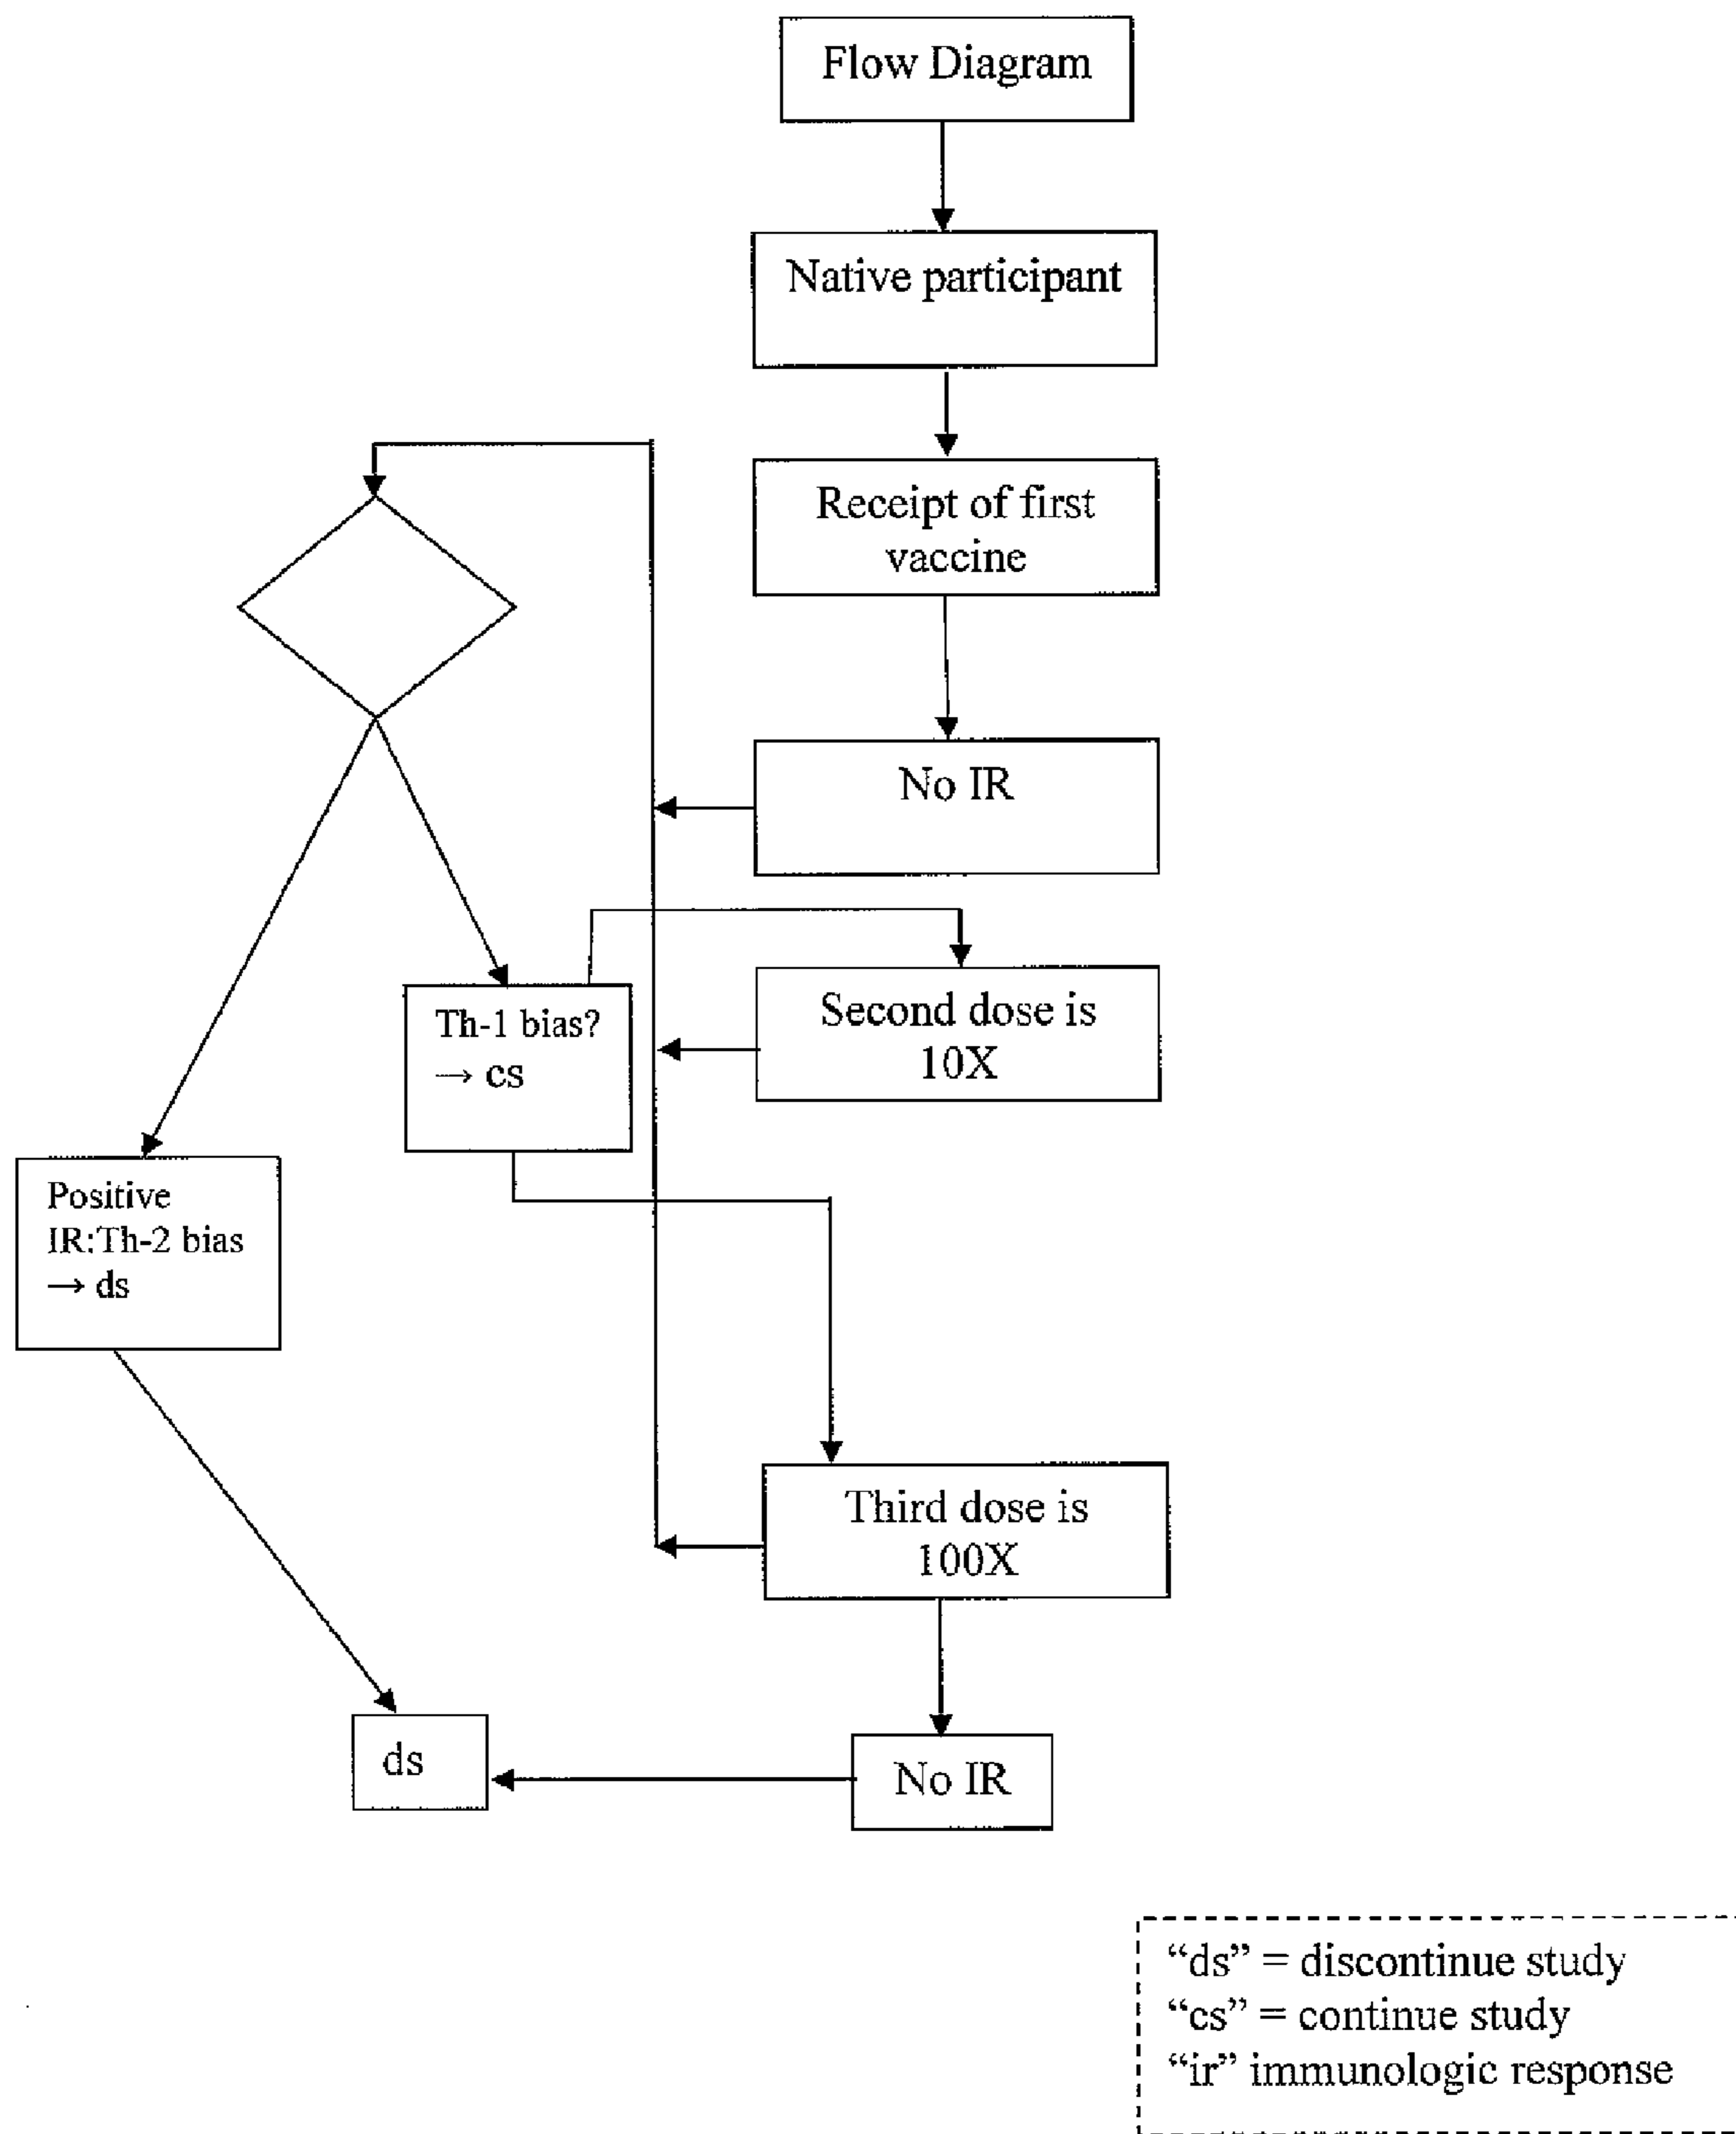 Flow Diagram
Native participant
Receipt of first
vaccine
No IR
Second dose is
10X
Th-1 bias?
→ cs
Positive
IR:Th-2 bias
→ ds
Third dose is
100X
ds
No IR
“ds” = discontinue study
“cs” = continue study
“ir” immunologic response